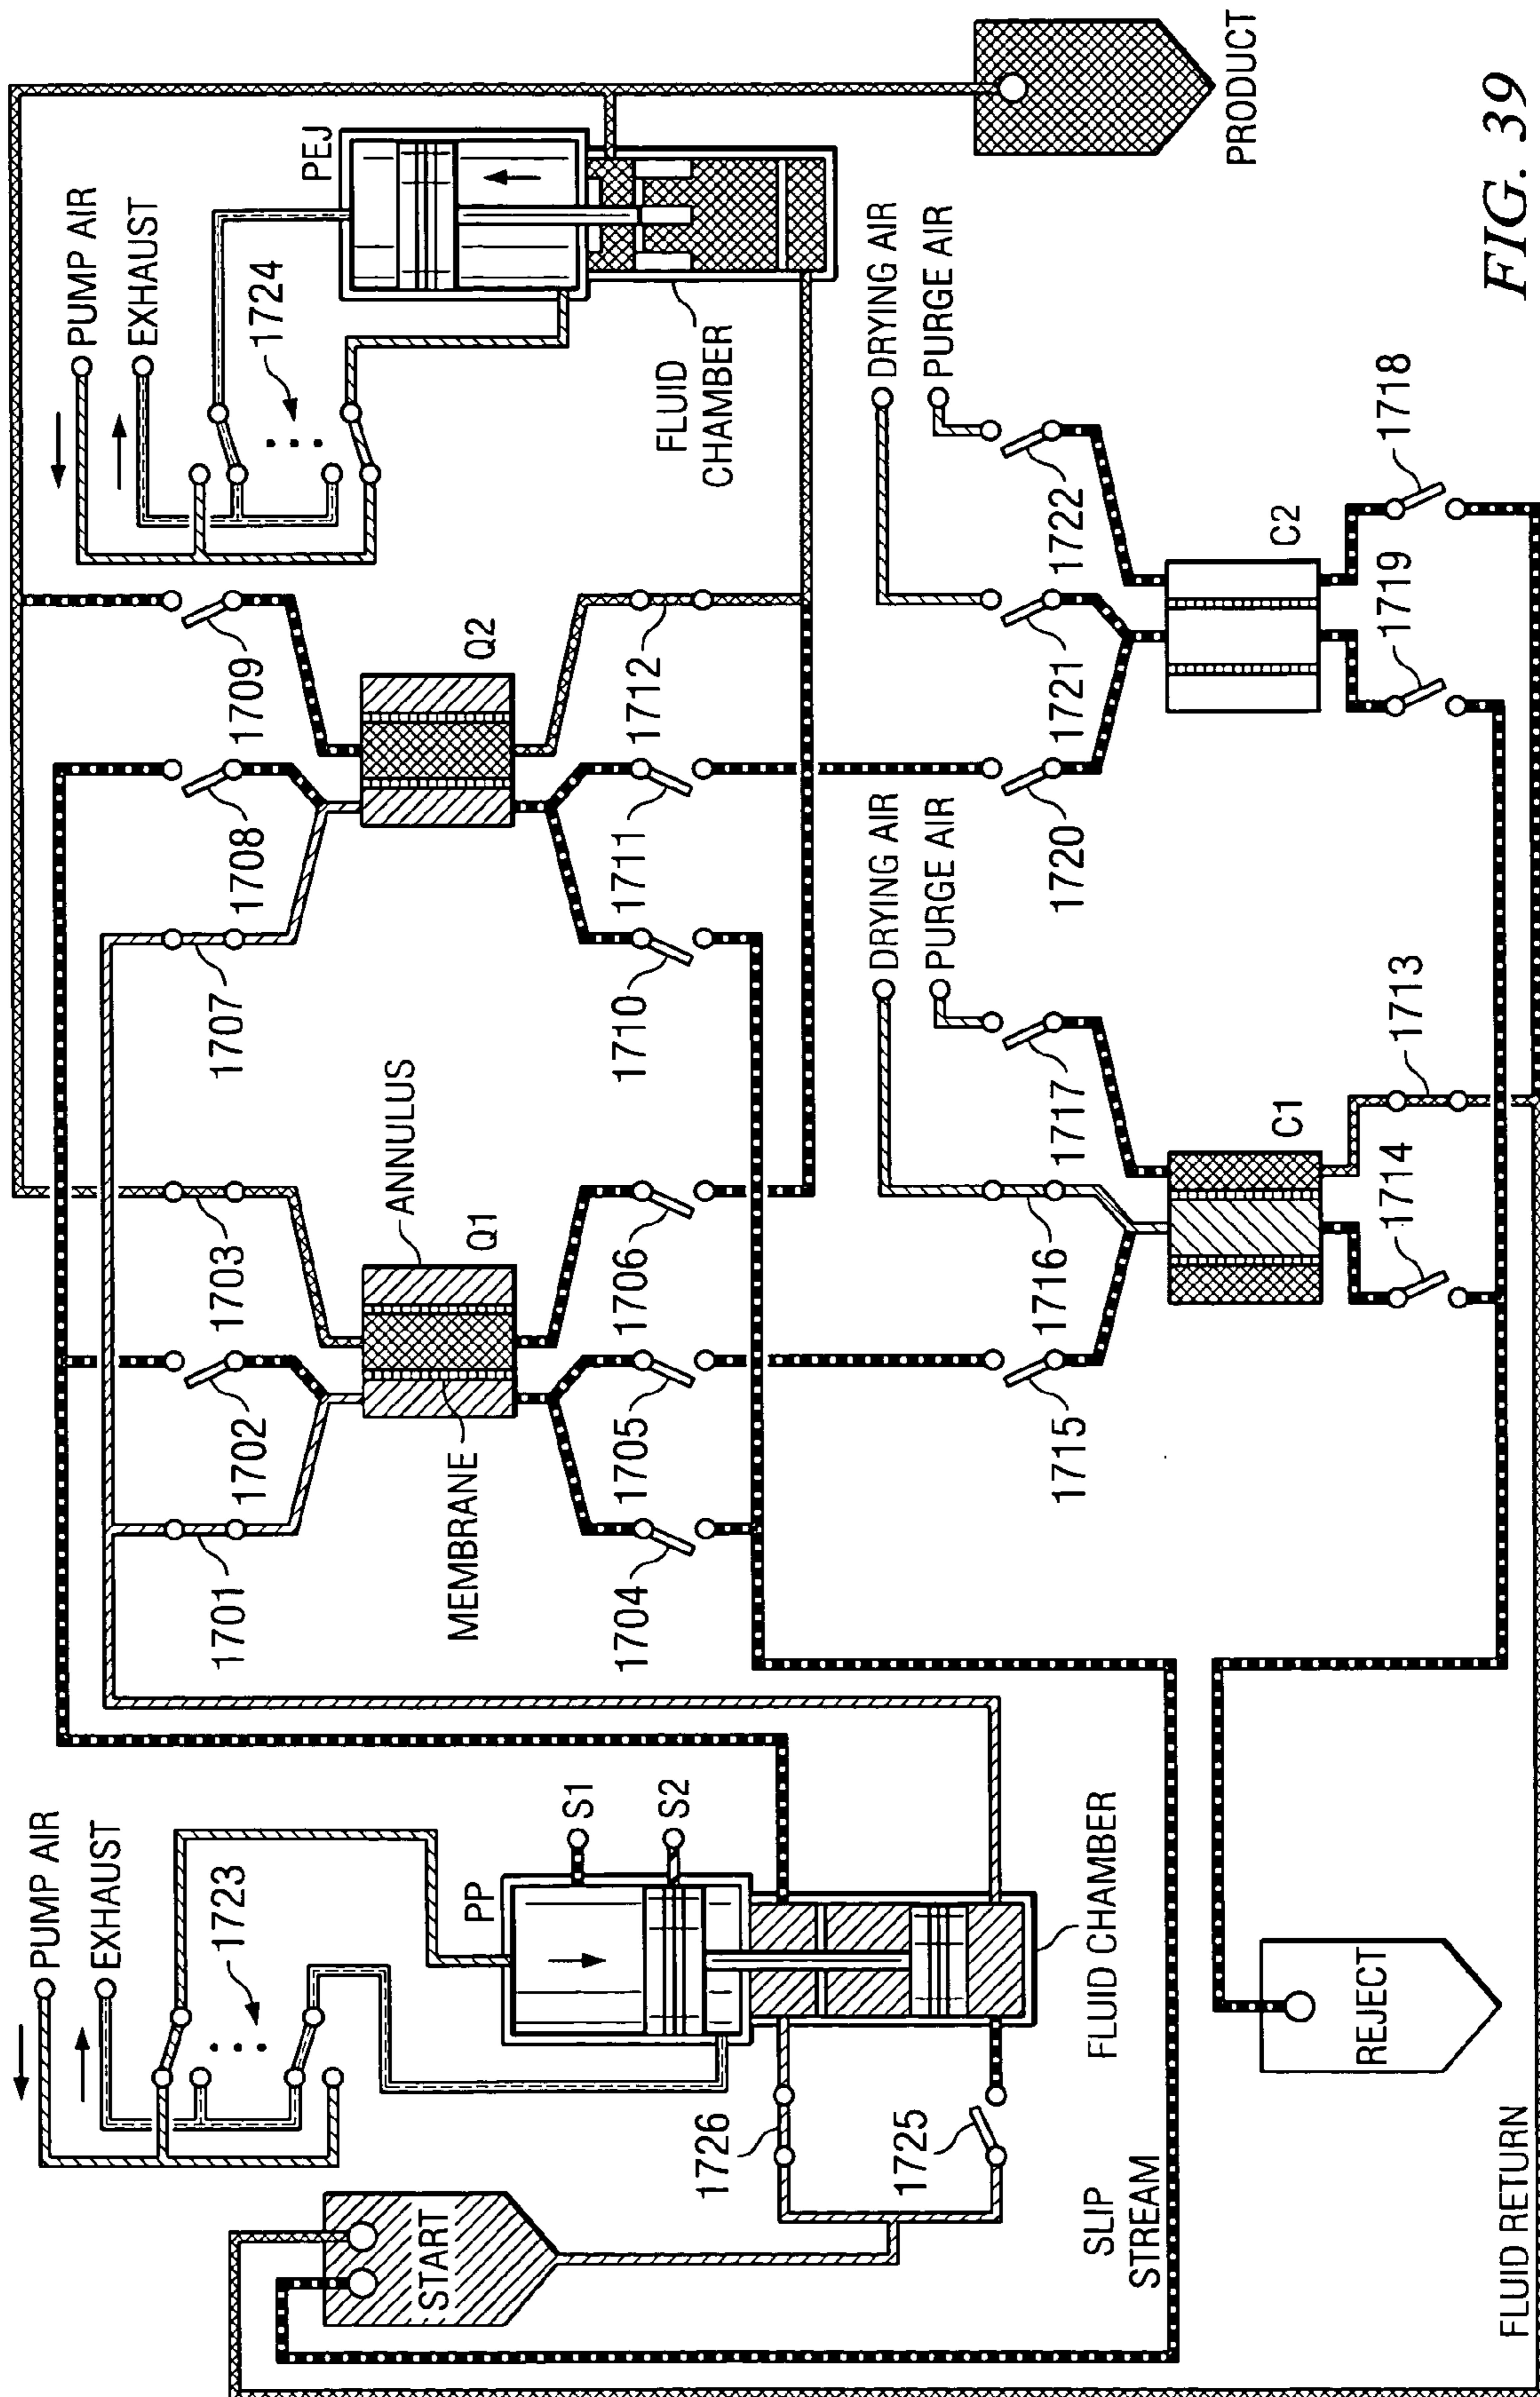 PUMP AIR
EXHAUST
1723
START
PP
S1
S2
1726
1725
FLUID CHAMBER
SLIP
STREAM
REJECT
FLUID RETURN
1701
1702
1703
MEMBRANE
ANNULUS
Q1
1704
1705
1706
1707
1708
1709
Q2
1710
1711
1712
PUMP AIR
EXHAUST
1724
PEJ
FLUID
CHAMBER
PRODUCT
DRYING AIR
PURGE AIR
1715
1716
1717
C1
1714
1713
DRYING AIR
PURGE AIR
1720
1721
1722
C2
1719
1718
FIG. 39